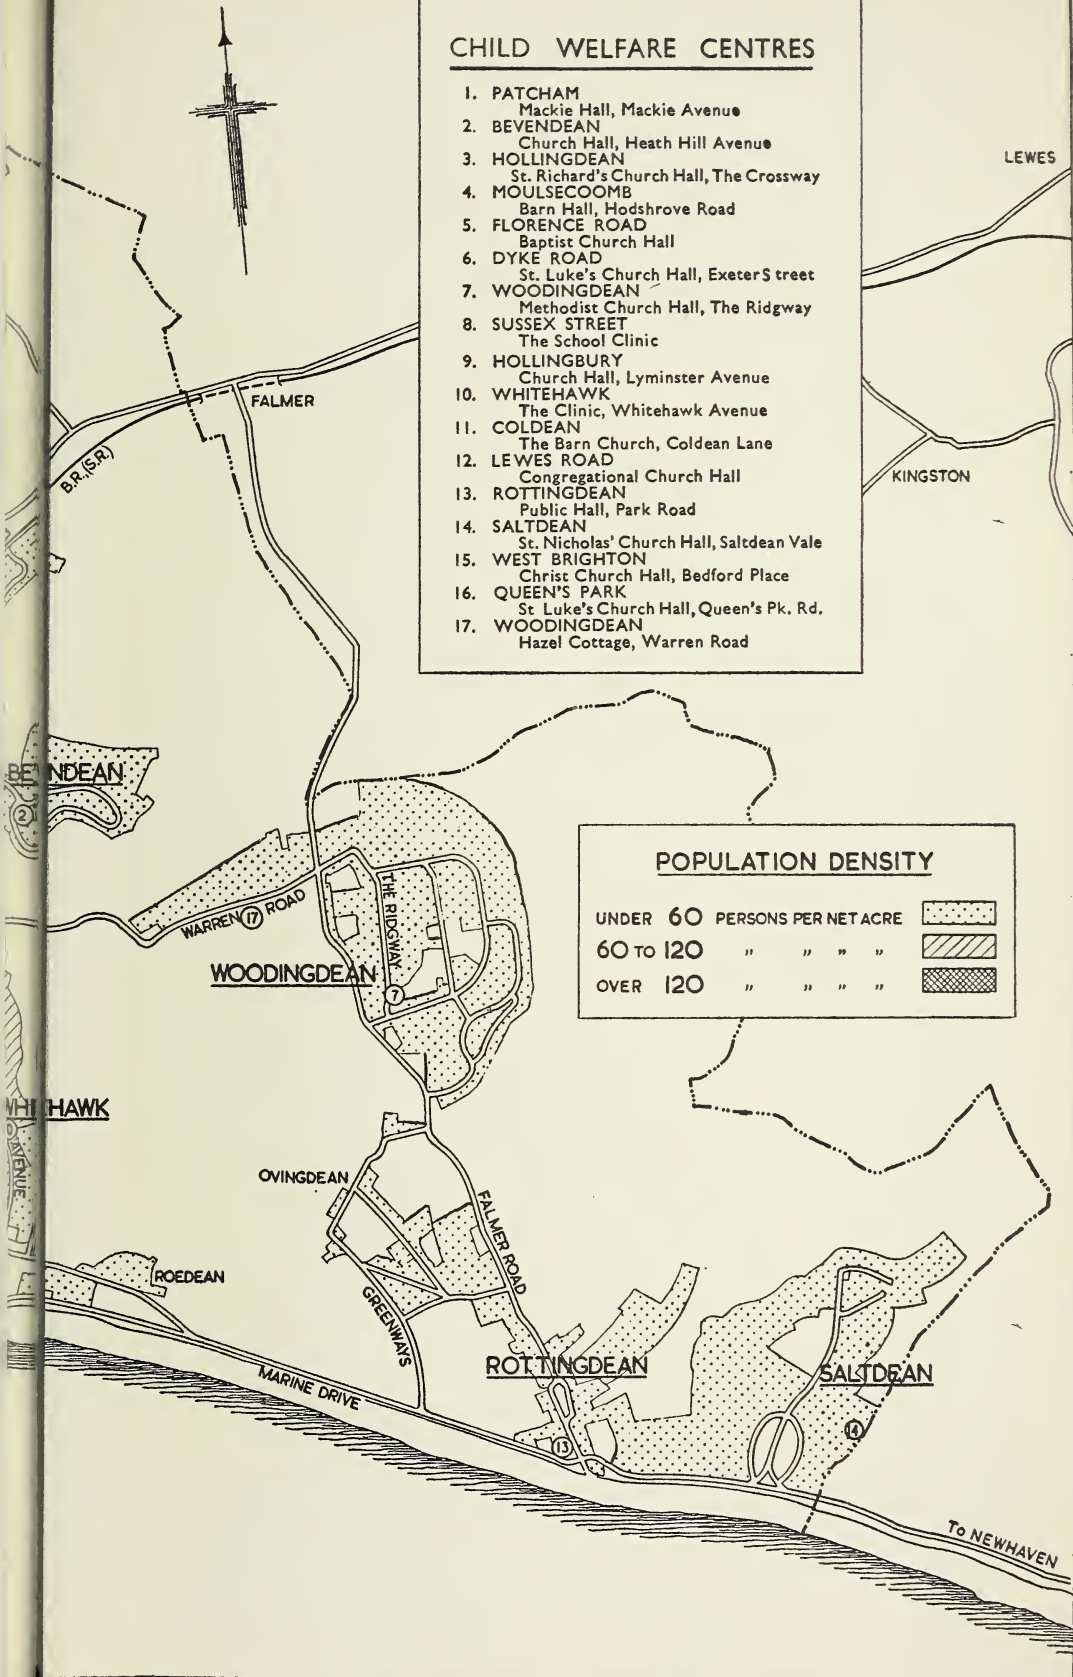 CHILD WELFARE CENTRES
1. PATCHAM
Mackie Hall, Mackie Avenue
2. BEVENDEAN
Church Hall, Heath Hill Avenue
3. HOLLINGDEAN
St. Richard's Church Hall, The Crossway
4. MOULSECOOMB
Barn Hall, Hodshrove Road
5. FLORENCE ROAD
Baptist Church Hall
6. DYKE ROAD
St. Luke's Church Hall, Exeter S treet
7. WOODINGDEAN
Methodist Church Hall, The Ridgway
8. SUSSEX STREET
The School Clinic
9. HOLLINGBURY
Church Hall, Lyminster Avenue
10. WHITEHAWK
The Clinic, Whitehawk Avenue
11. COLDEAN
The Barn Church, Coldean Lane
12. LEWES ROAD
Congregational Church Hall
13. ROTTINGDEAN
Public Hall, Park Road
14. SALTDEAN
St. Nicholas' Church Hall, Saltdean Vale
15. WEST BRIGHTON
Christ Church Hall, Bedford Place
16. QUEEN'S PARK
St Luke's Church Hall, Queen's Pk. Rd.
17. WOODINGDEAN
Hazel Cottage, Warren Road
LEWES
FALMER
B.R.,(S.R.)
KINGSTON
BEVENDEAN
2
POPULATION DENSITY
UNDER 60 PERSONS PER NET ACRE
60 TO 120 " " " "
OVER 120 " " " "
THE RIDGWAY
WARREN 17 ROAD
WOODINGDEAN
7
WHITEHAWK
AVENUE
OVINGDEAN
FALMER ROAD
ROEDEAN
GREENWAYS
ROTTINGDEAN
SALTDEAN
MARINE DRIVE
14
13
To NEWHAVEN